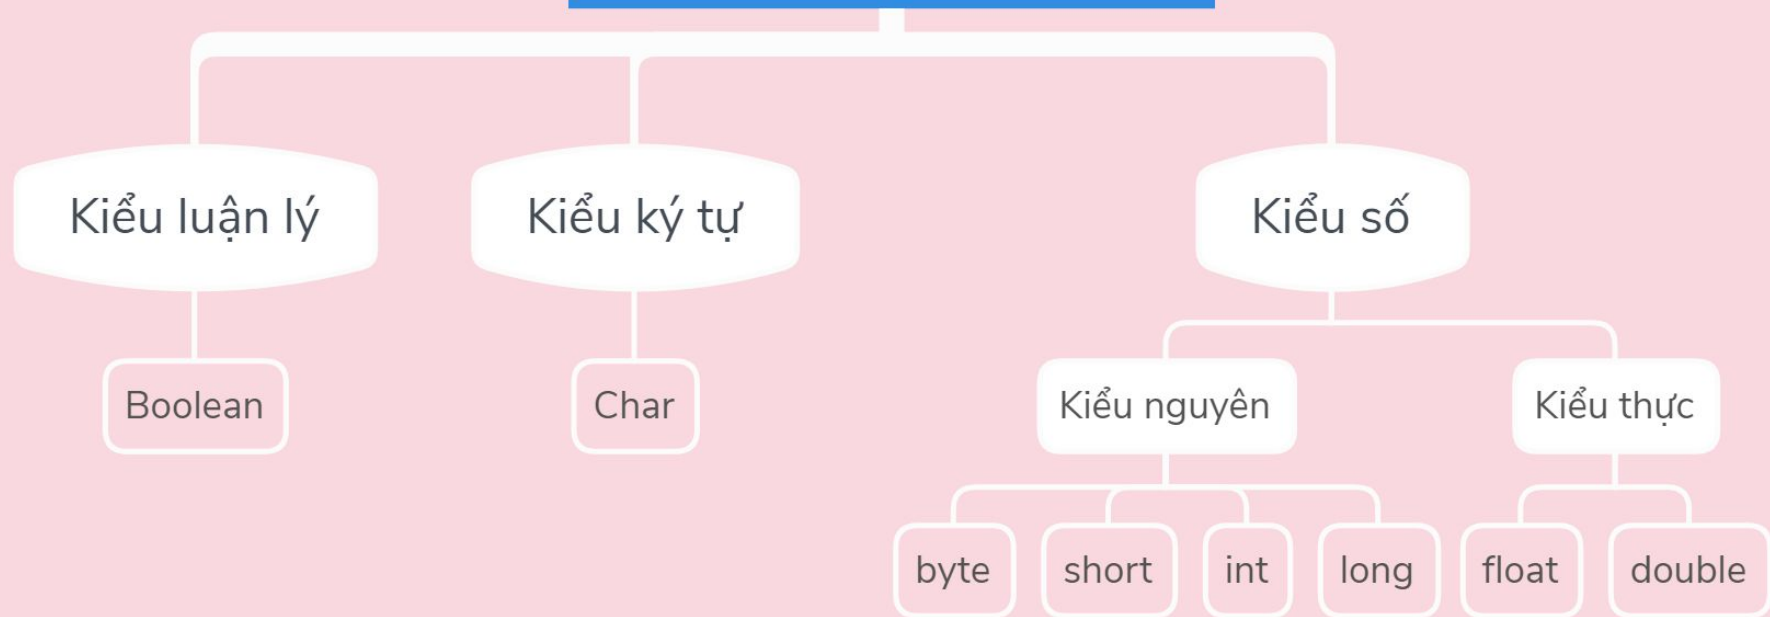 Kiểu luận lý
Kiểu ký tự
Kiểu số
Boolean
Char
Kiểu nguyên
Kiểu thực
byte
short
int
long
float
double